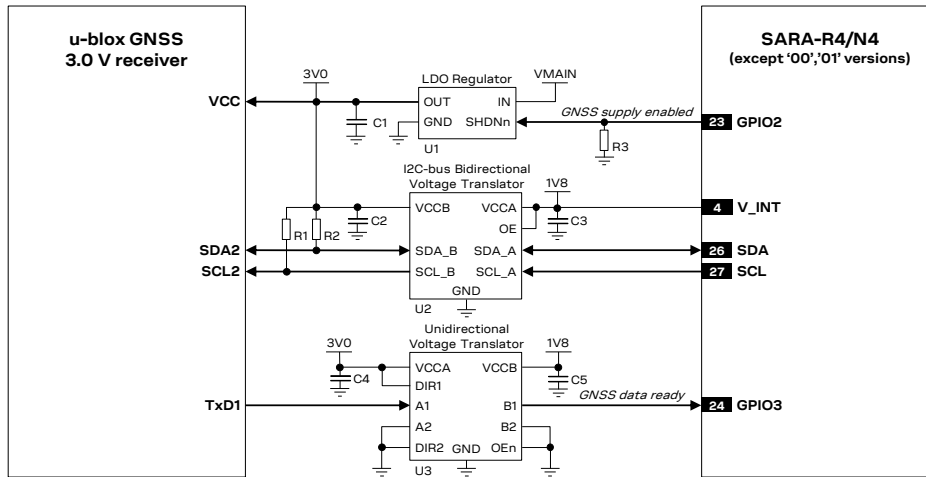 u-blox GNSS
3.0 V receiver
SARA-R4/N4
(except ‘00’,’01’ versions)
3V0
LDO Regulator
VMAIN
VCC
OUT
IN
GNSS supply enabled
C1
GND
SHDNn
23 GPIO2
U1
R3
I2C-bus Bidirectional
Voltage Translator
1V8
VCCB
VCCA
4 V_INT
C2
C3
OE
R1
R2
SDA2
SDA_B
SDA_A
26 SDA
SCL2
SCL_B
SCL_A
27 SCL
GND
U2
Unidirectional
Voltage Translator
3V0
1V8
VCCA
VCCB
C4
C5
DIR1
GNSS data ready
TxD1
A1
B1
24 GPIO3
A2
B2
DIR2
GND
OEn
U3